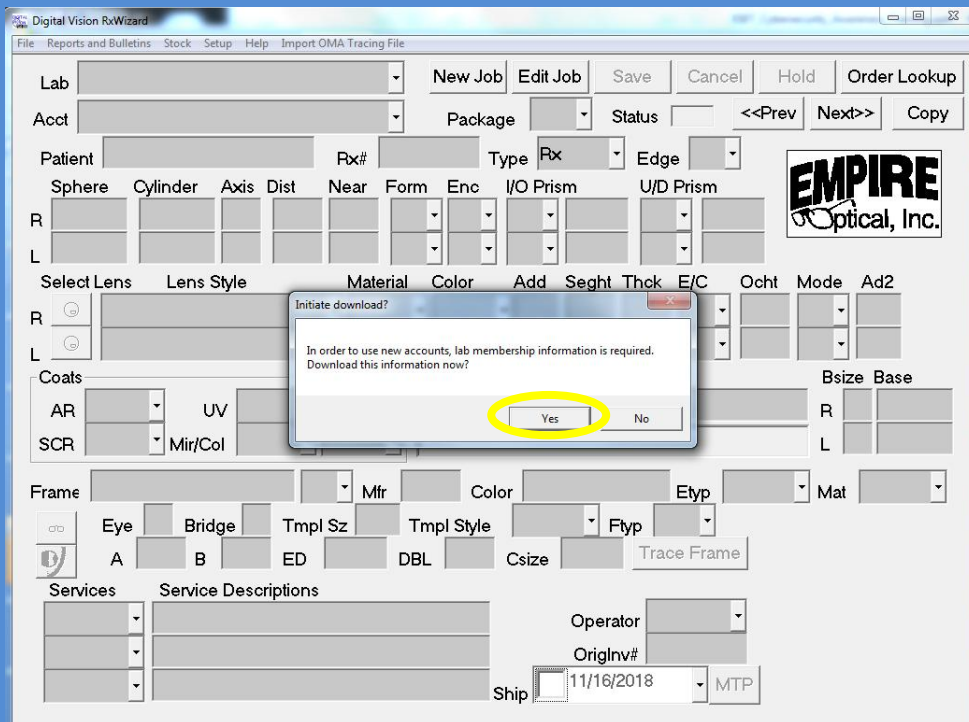 Digital Vision RxWizard
File Reports and Bulletins Stock Setup Help Import OMA Tracing File
Lab New Job Edit Job Save Cancel Hold Order Lookup
Acct Package Status <<Prev Next>> Copy
Patient Rx# Type Rx Edge
EMPIRE
Optical, Inc.
Sphere Cylinder Axis Dist Near Form Enc I/O Prism U/D Prism
R
L
Select Lens Lens Style Material Color Add Seght Thck E/C Ocht Mode Ad2
R
L
Initiate download?
In order to use new accounts, lab membership information is required.
Download this information now?
Yes No
Coats Bsize Base
AR UV R
SCR Mir/Col L
Frame Mfr Color Etyp Mat
Eye Bridge Tmpl Sz Tmpl Style Ftyp
A B ED DBL Csize Trace Frame
Services Service Descriptions
Operator
OrigInv#
Ship 11/16/2018 MTP